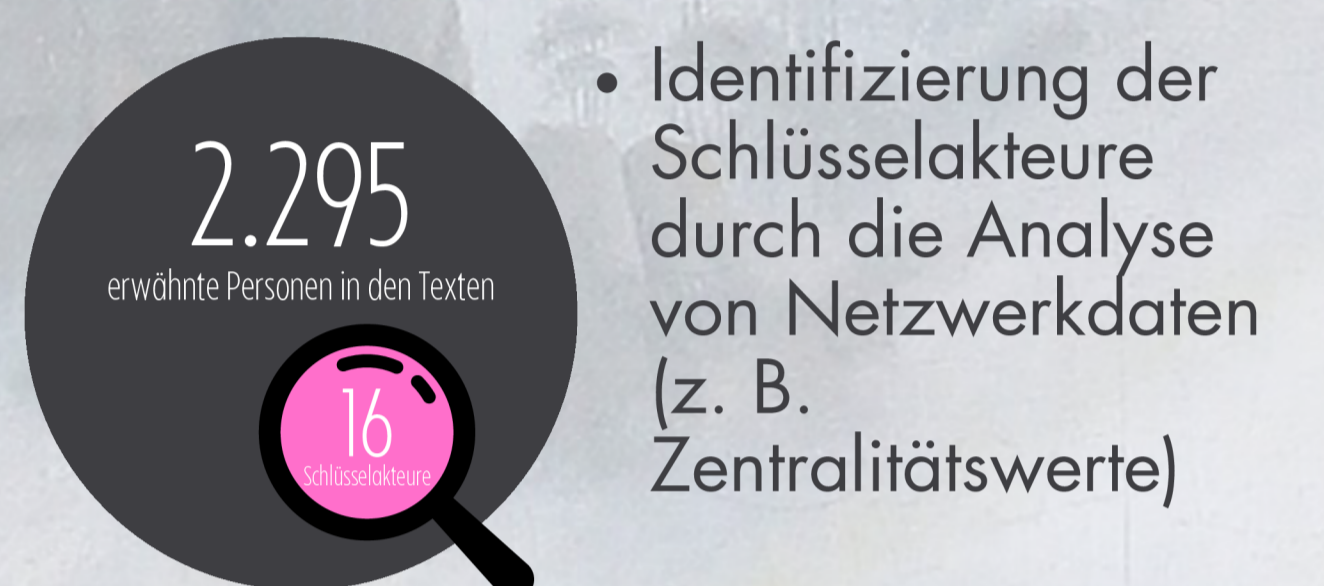 2.295
erwähnte Personen in den Texten
16
Schlüsselakteure
• Identifizierung der
Schlüsselakteure
durch die Analyse
von Netzwerkdaten
(z. B.
Zentralitätswerte)